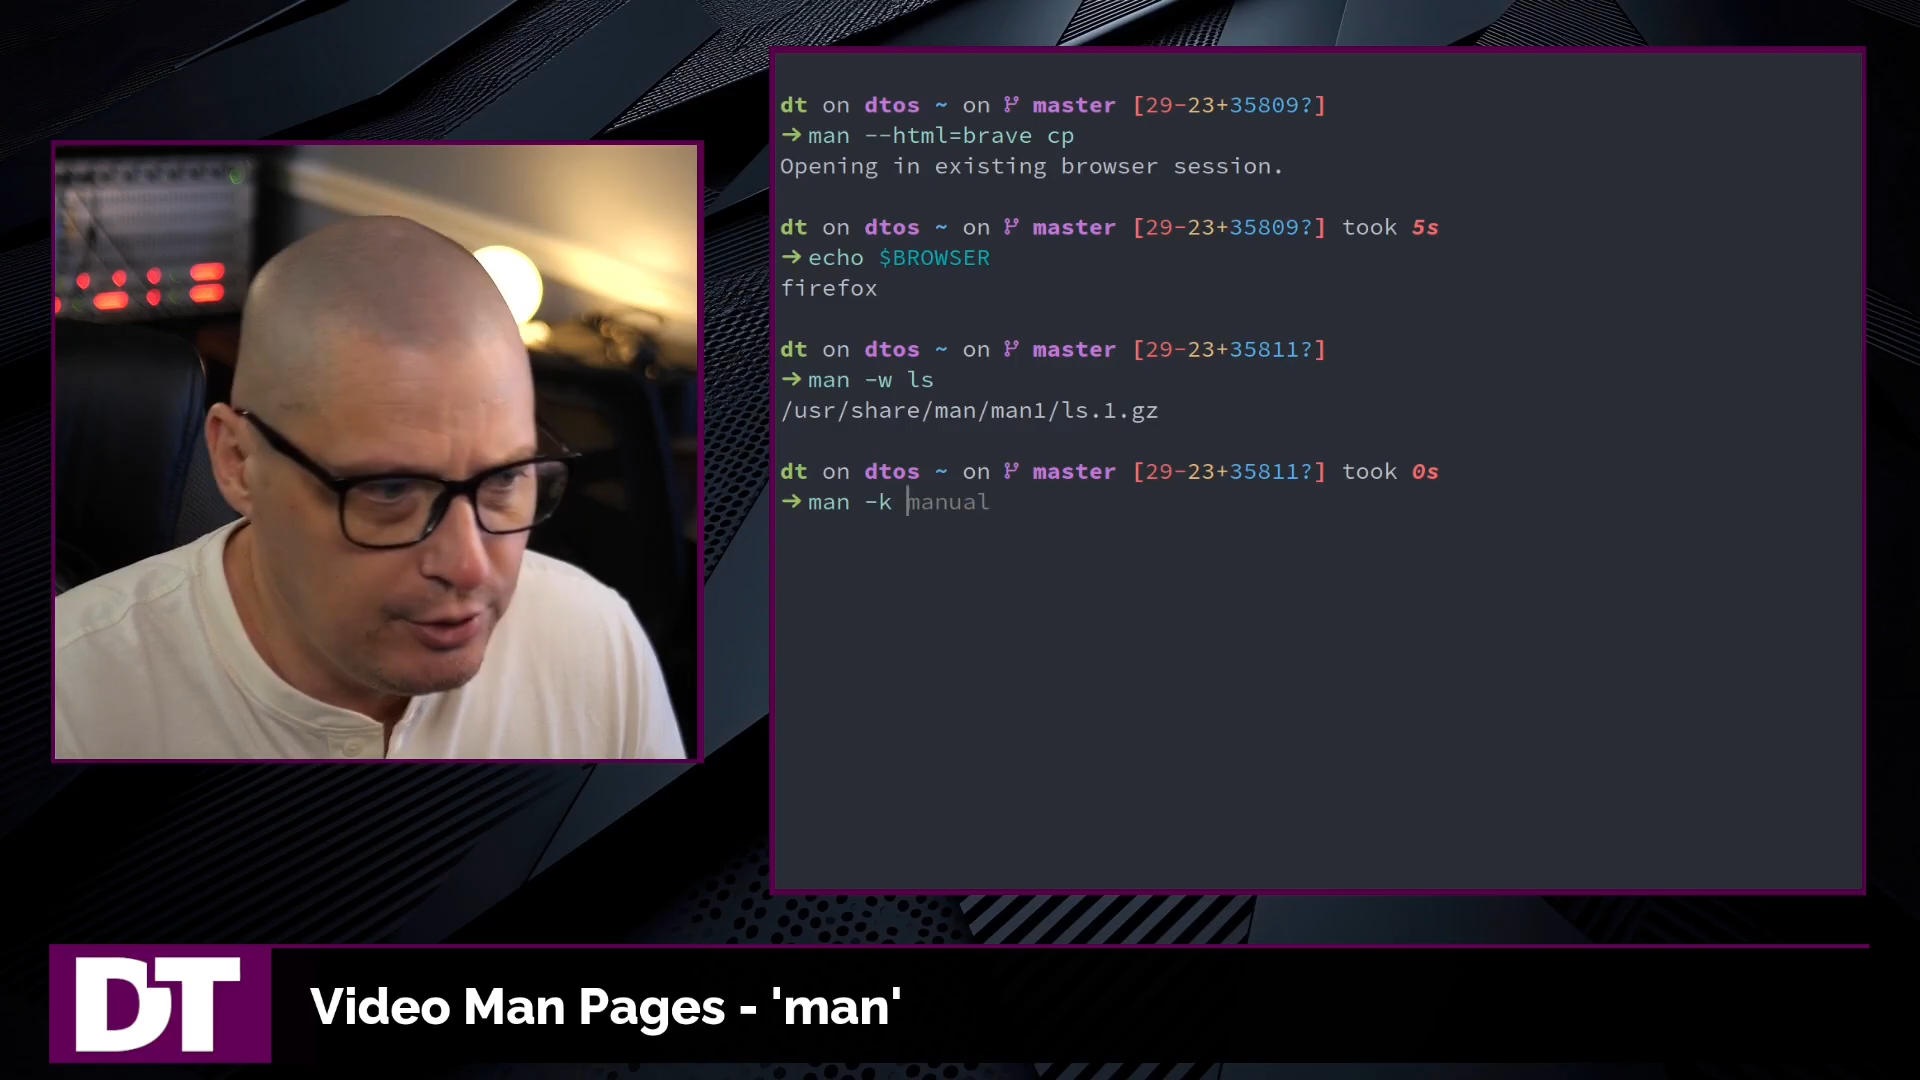 dt on dtos ~ on master [29-23+35809?]
➜ man --html=brave cp
Opening in existing browser session.
dt on dtos ~ on master [29-23+35809?] took 5s
➜ echo $BROWSER
firefox
dt on dtos ~ on master [29-23+35811?]
➜ man -w ls
/usr/share/man/man1/ls.1.gz
dt on dtos ~ on master [29-23+35811?] took 0s
➜ man -k manual
DT
Video Man Pages - 'man'